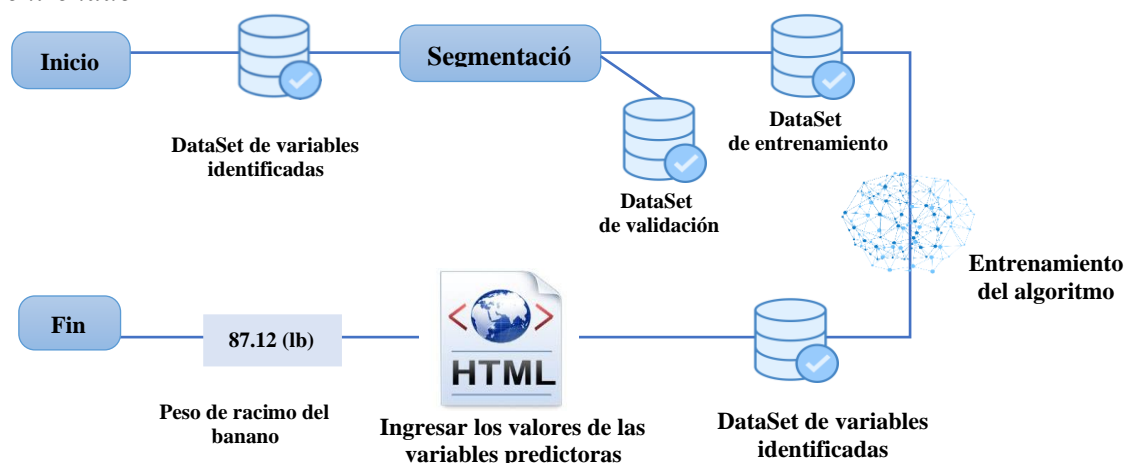 Inicio
Segmentació
DataSet de variables
identificadas
DataSet
de entrenamiento
DataSet
de validación
Entrenamiento
del algoritmo
Fin
87.12 (lb)
HTML
Peso de racimo del
banano
Ingresar los valores de las
variables predictoras
DataSet de variables
identificadas